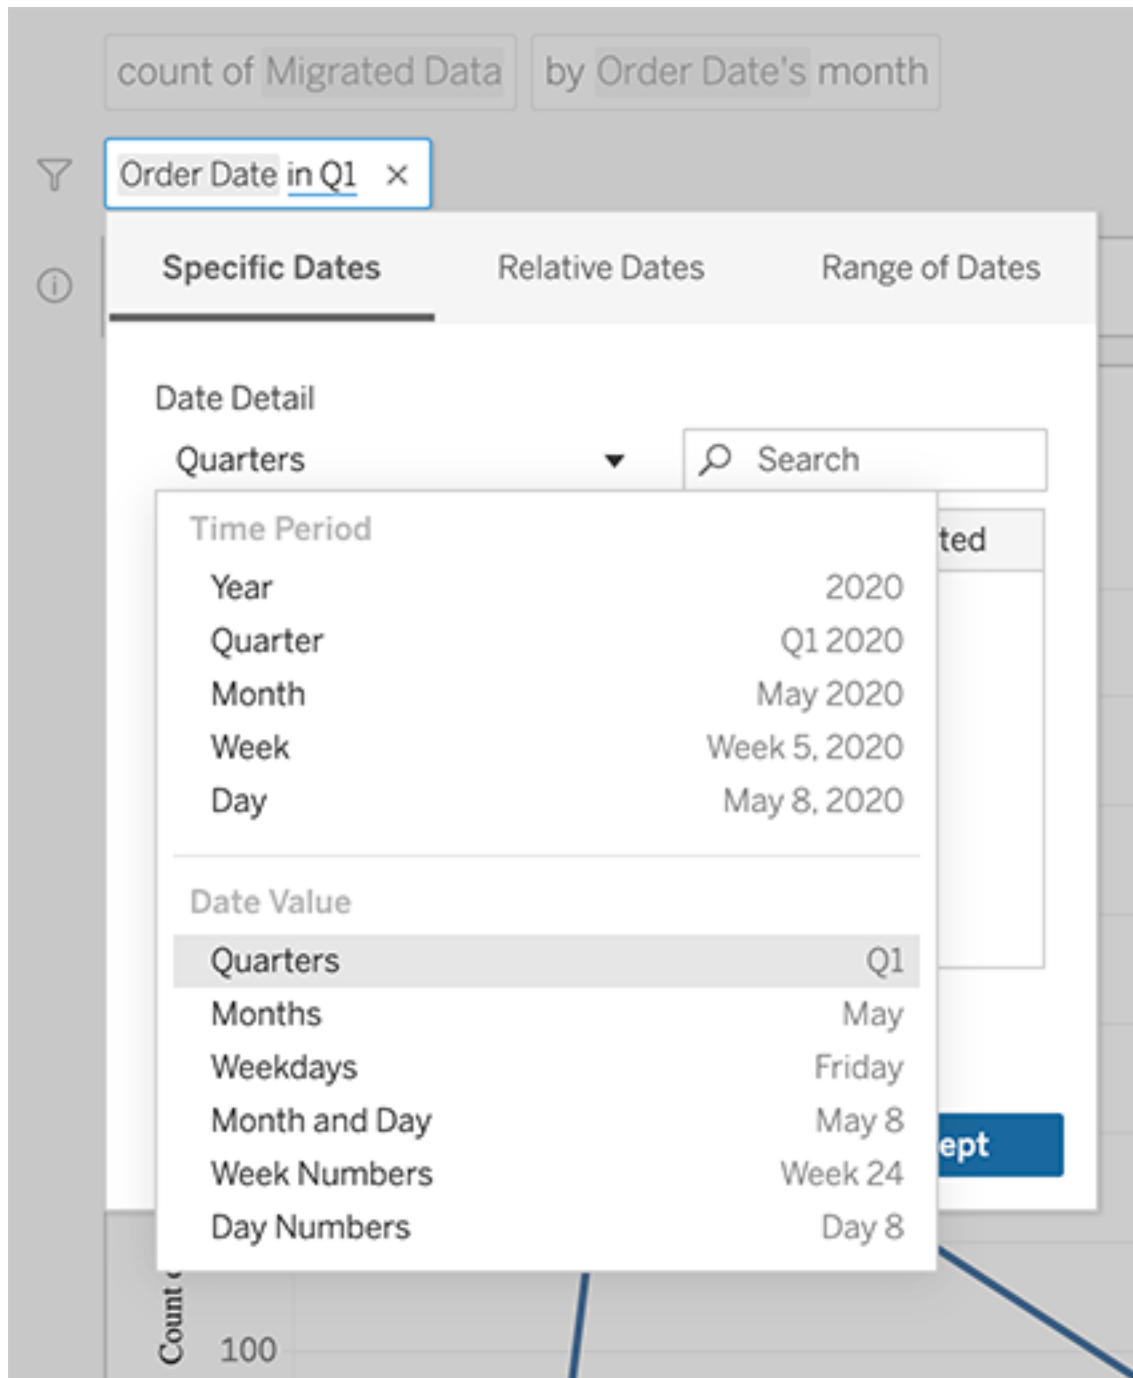 count of Migrated Data by Order Date's month
Order Date in Q1
Specific Dates Relative Dates Range of Dates
Date Detail
Quarters Search
Time Period
Year 2020
Quarter Q1 2020
Month May 2020
Week Week 5, 2020
Day May 8, 2020
Date Value
Quarters Q1
Months May
Weekdays Friday
Month and Day May 8
Week Numbers Week 24
Day Numbers Day 8
Count
100